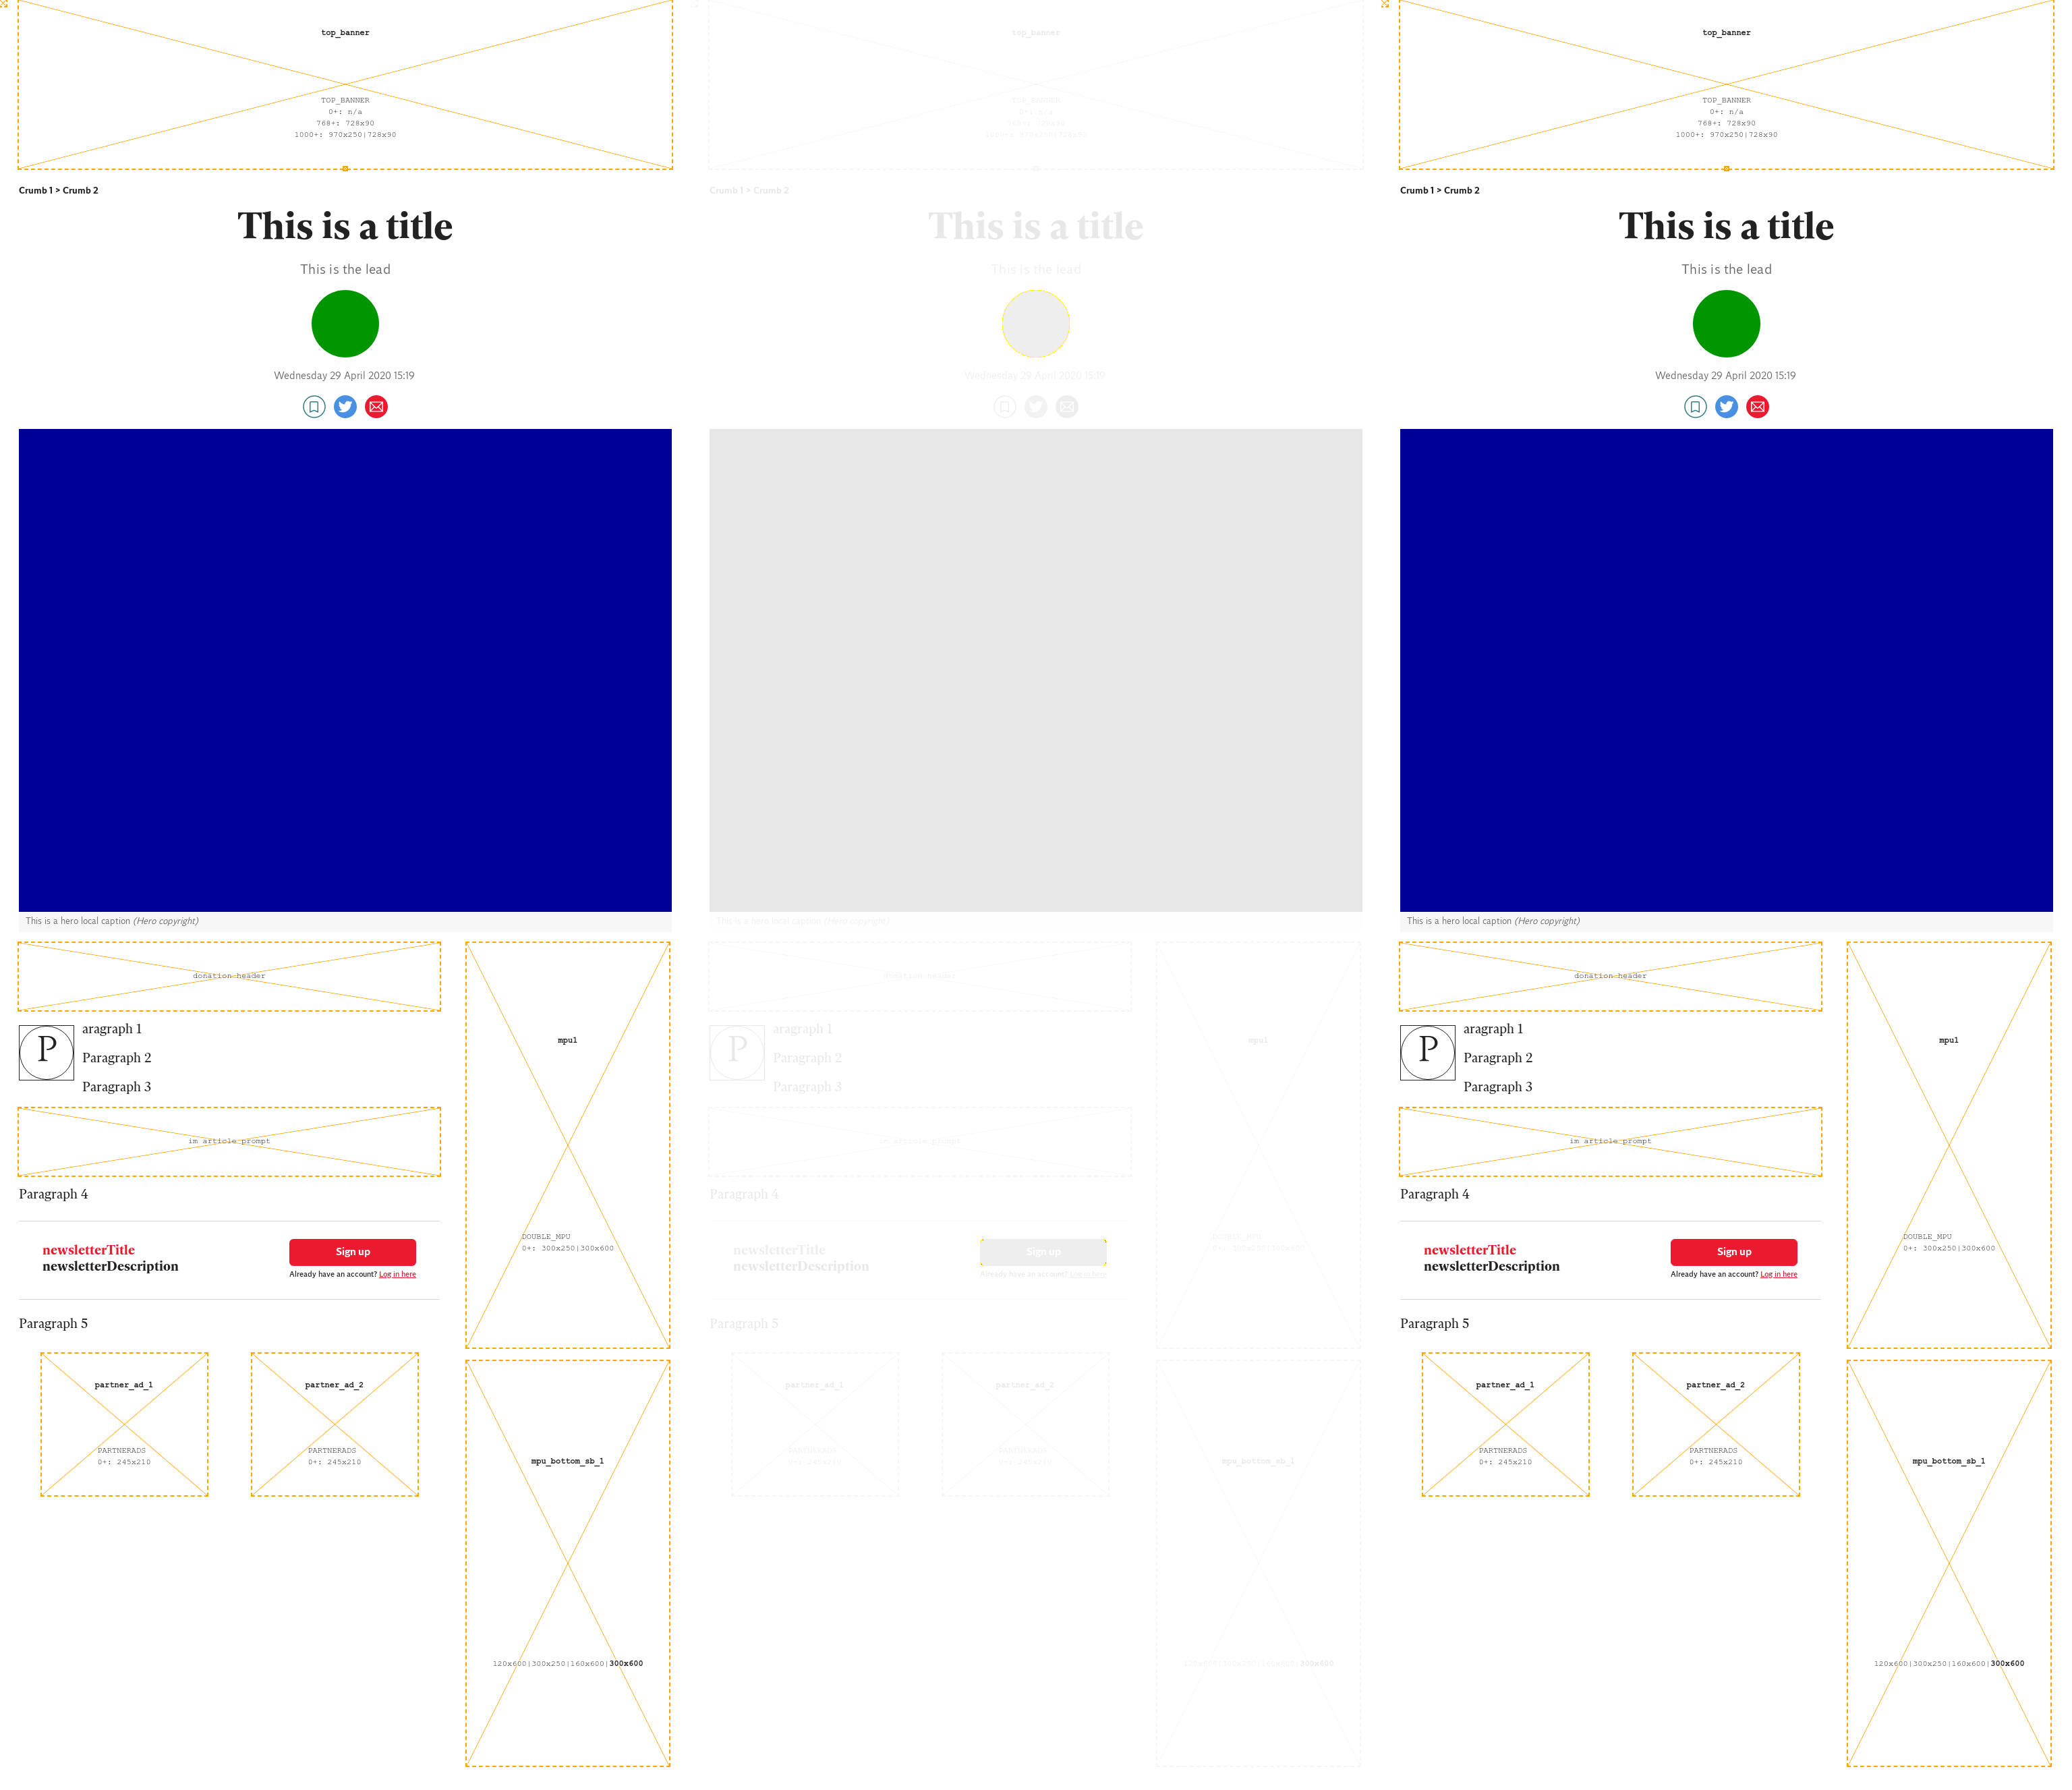 top_banner
TOP_BANNER
0+: n/a
768+: 728x90
1000+: 970x250|728x90
Crumb 1 > Crumb 2
This is a title
This is the lead
Wednesday 29 April 2020 15:19
This is a hero local caption (Hero copyright)
donation-header
P
aragraph 1
Paragraph 2
Paragraph 3
im-article-prompt
Paragraph 4
newsletterTitle
newsletterDescription
Sign up
Already have an account? Log in here
Paragraph 5
partner_ad_1
PARTNERADS
0+: 245x210
partner_ad_2
PARTNERADS
0+: 245x210
mpu1
DOUBLE_MPU
0+: 300x250|300x600
mpu_bottom_sb_1
120x600|300x250|160x600|300x600
top_banner
TOP_BANNER
0+: n/a
768+: 728x90
1000+: 970x250|728x90
Crumb 1 > Crumb 2
This is a title
This is the lead
Wednesday 29 April 2020 15:19
This is a hero local caption (Hero copyright)
donation-header
P
aragraph 1
Paragraph 2
Paragraph 3
im-article-prompt
Paragraph 4
newsletterTitle
newsletterDescription
Sign up
Already have an account? Log in here
Paragraph 5
partner_ad_1
PARTNERADS
0+: 245x210
partner_ad_2
PARTNERADS
0+: 245x210
mpu1
DOUBLE_MPU
0+: 300x250|300x600
mpu_bottom_sb_1
120x600|300x250|160x600|300x600
top_banner
TOP_BANNER
0+: n/a
768+: 728x90
1000+: 970x250|728x90
Crumb 1 > Crumb 2
This is a title
This is the lead
Wednesday 29 April 2020 15:19
This is a hero local caption (Hero copyright)
donation-header
P
aragraph 1
Paragraph 2
Paragraph 3
im-article-prompt
Paragraph 4
newsletterTitle
newsletterDescription
Sign up
Already have an account? Log in here
Paragraph 5
partner_ad_1
PARTNERADS
0+: 245x210
partner_ad_2
PARTNERADS
0+: 245x210
mpu1
DOUBLE_MPU
0+: 300x250|300x600
mpu_bottom_sb_1
120x600|300x250|160x600|300x600